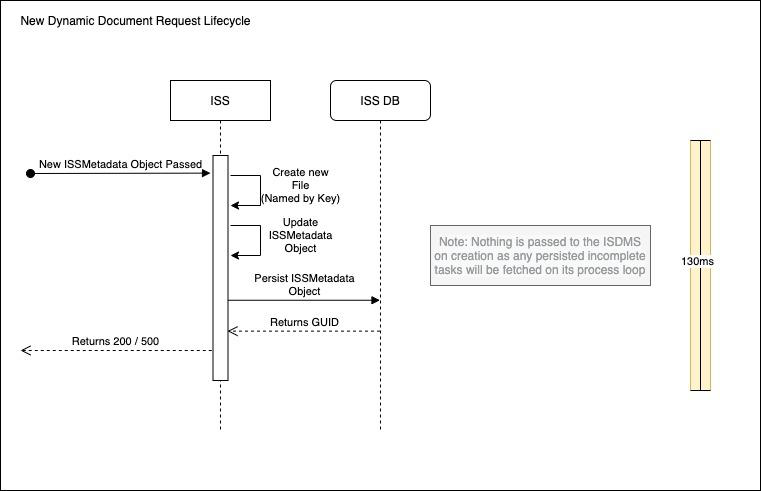 New Dynamic Document Request Lifecycle
ISS
ISS DB
New ISSMetadata Object Passed
Create new
File
(Named by Key)
Update
ISSMetadata
Object
Persist ISSMetadata
Object
Returns GUID
Returns 200 / 500
Note: Nothing is passed to the ISDMS
on creation as any persisted incomplete
tasks will be fetched on its process loop
130ms